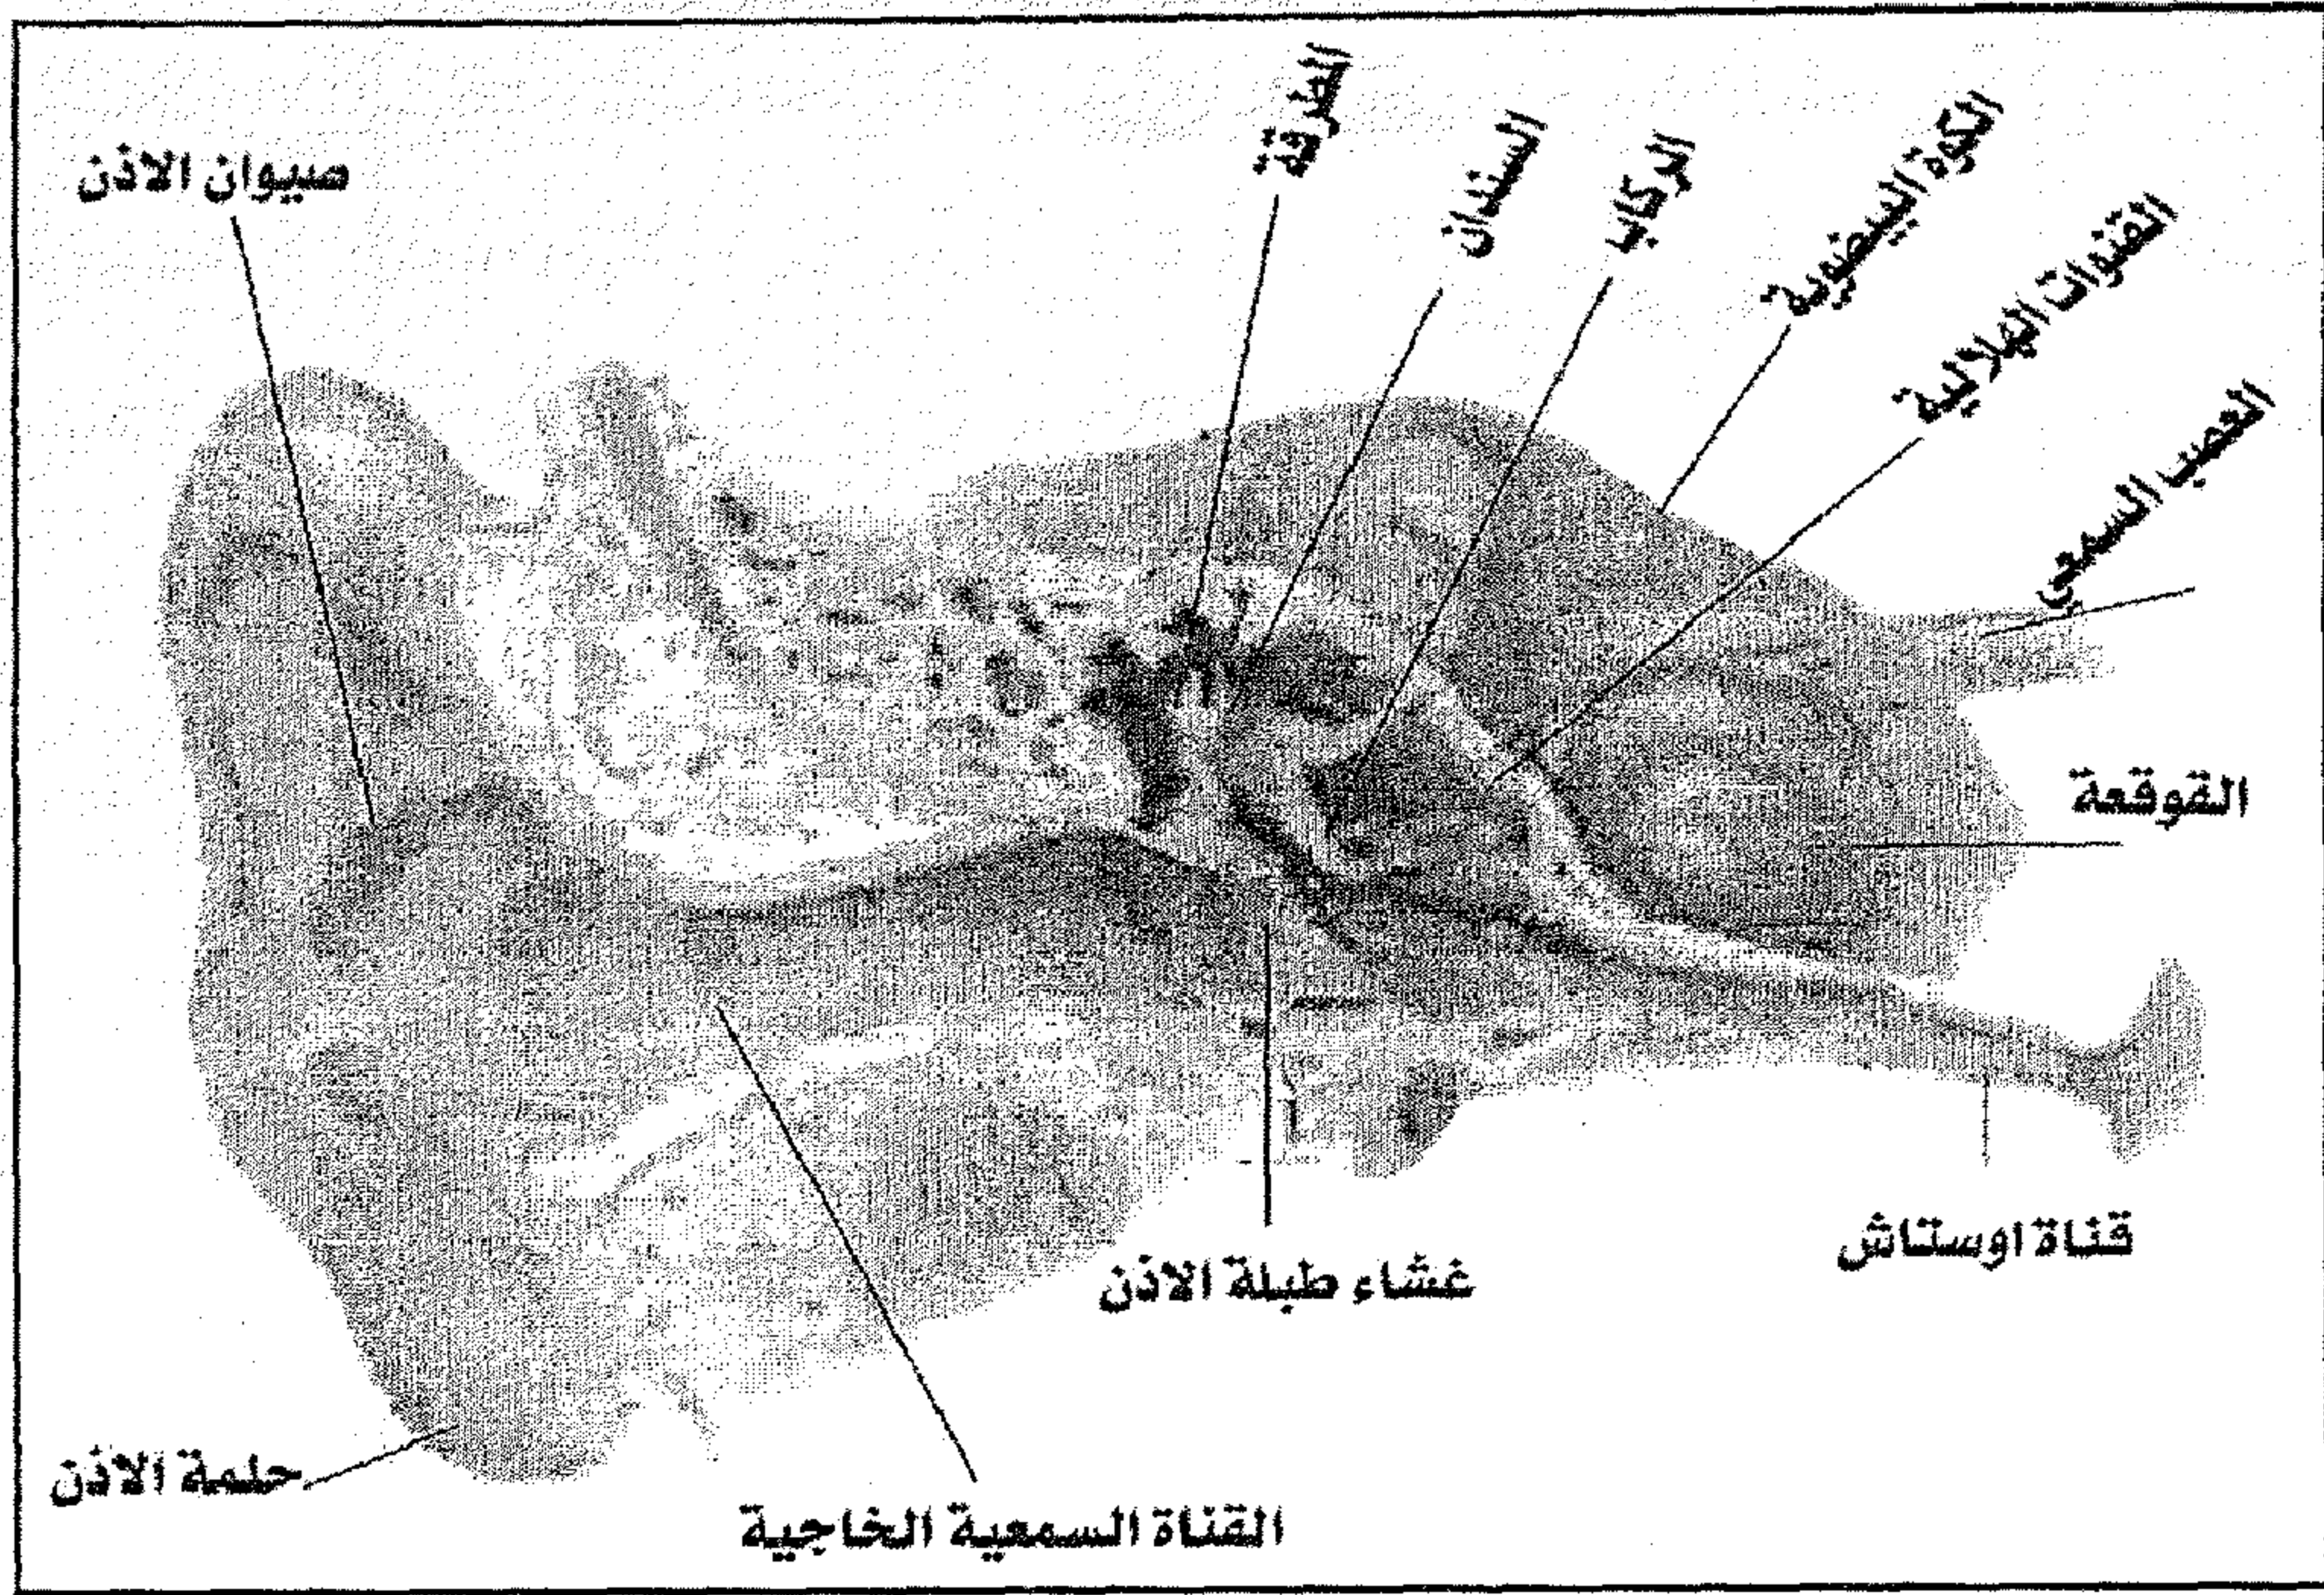 صيوان الاذن
المطرقة
السندان
الركاب
الكوة البيضوية
القنوات الهلالية
العصب السمعي
القوقعة
قناة اوستاش
غشاء طبلة الاذن
حلمة الاذن
القناة السمعية الخاجية